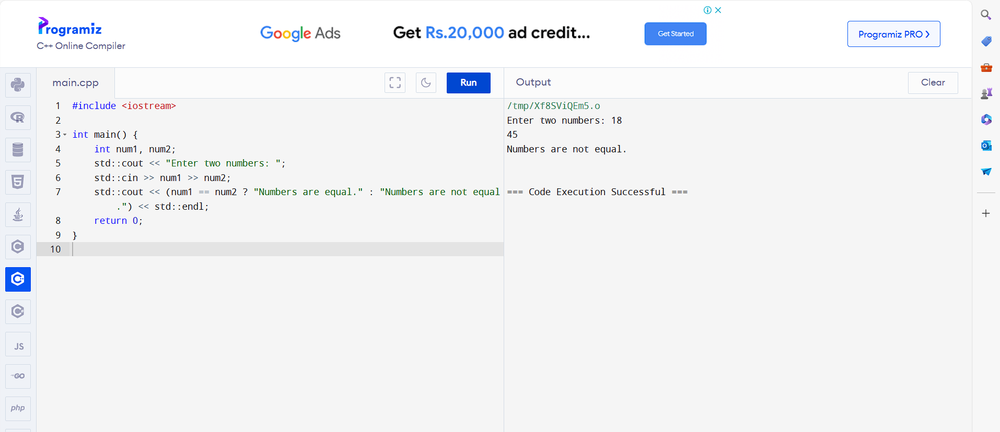 Programiz
C++ Online Compiler
Google Ads
Get Rs.20,000 ad credit...
Get Started
Programiz PRO ❯
main.cpp
Run
Output
Clear
1 #include <iostream>
2
3 int main() {
4     int num1, num2;
5     std::cout << "Enter two numbers: ";
6     std::cin >> num1 >> num2;
7     std::cout << (num1 == num2 ? "Numbers are equal." : "Numbers are not equal
.") << std::endl;
8     return 0;
9 }
10
/tmp/Xf8SViQEm5.o
Enter two numbers: 18
45
Numbers are not equal.
=== Code Execution Successful ===
R
5
C
C++
C#
JS
GO
php